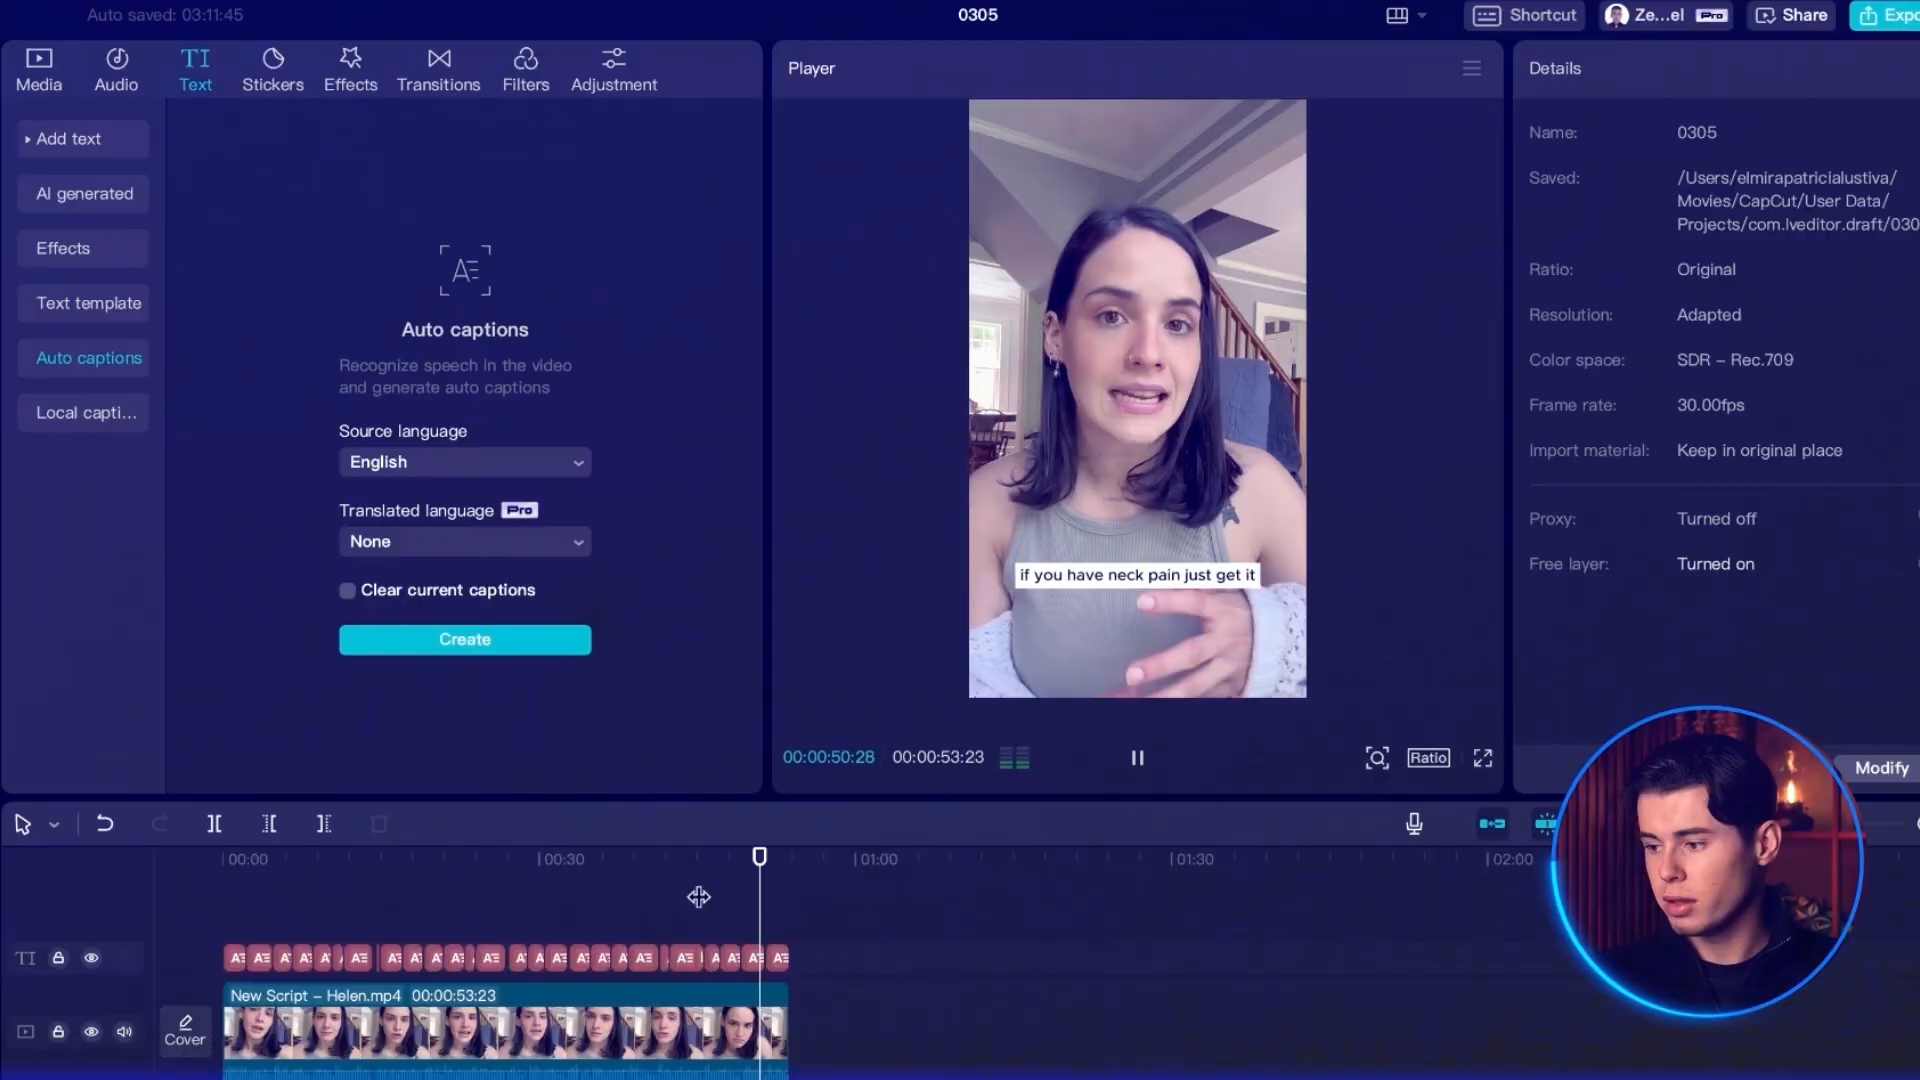 Auto saved: 03:11:45
0305
Shortcut
Ze...el Pro
Share
Expo
Media
Audio
Text
Stickers
Effects
Transitions
Filters
Adjustment
Add text
AI generated
Effects
Text template
Auto captions
Local capti...
Auto captions
Recognize speech in the video
and generate auto captions
Source language
English
Translated language Pro
None
Clear current captions
Create
Player
if you have neck pain just get it
00:00:50:28 00:00:53:23
Ratio
Details
Name: 0305
Saved: /Users/elmirapatricialustiva/
Movies/CapCut/User Data/
Projects/com.lveditor.draft/030
Ratio: Original
Resolution: Adapted
Color space: SDR – Rec.709
Frame rate: 30.00fps
Import material: Keep in original place
Proxy: Turned off
Free layer: Turned on
Modify
00:00
00:30
01:00
01:30
02:00
New Script – Helen.mp4 00:00:53:23
Cover